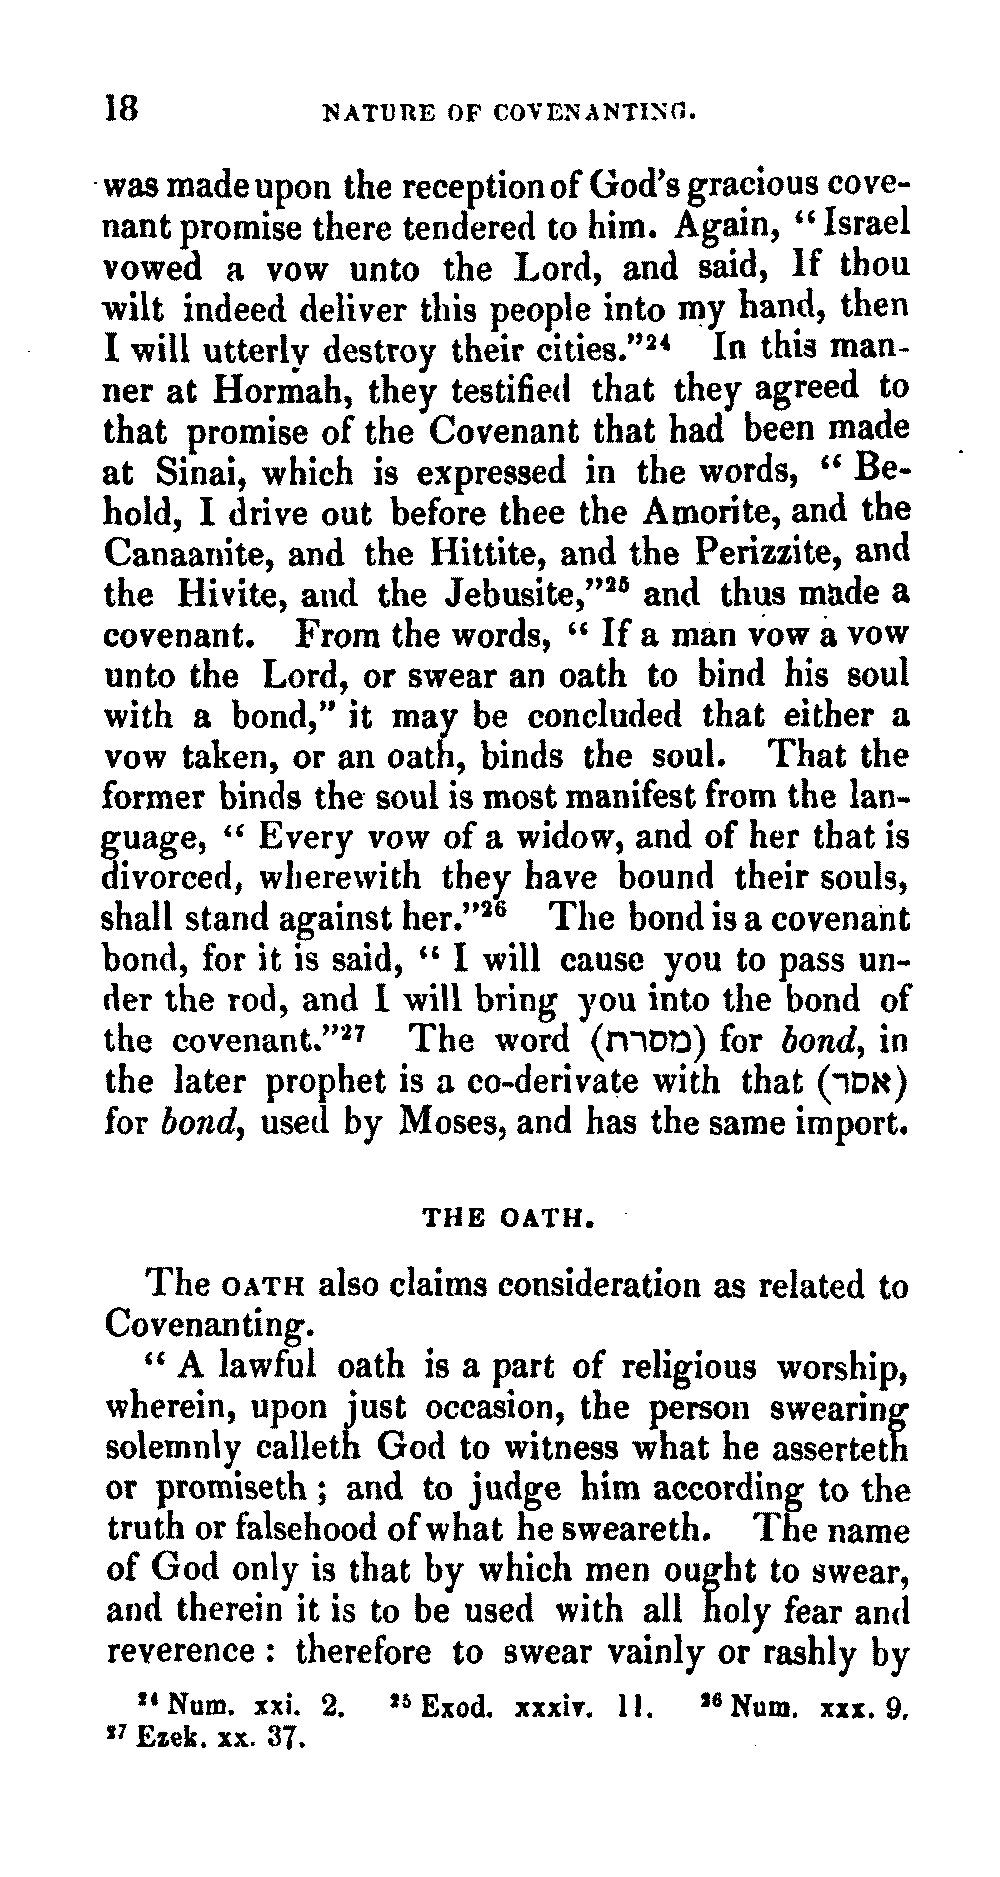 18 NATURE OF COVENANTING.
was made upon the reception of God's gracious cove-
nant promise there tendered to him. Again, “ Israel
vowed a vow unto the Lord, and said, If thou
wilt indeed deliver this people into my hand, then
I will utterly destroy their cities.”²⁴ In this man-
ner at Hormah, they testified that they agreed to
that promise of the Covenant that had been made
at Sinai, which is expressed in the words, “ Be-
hold, I drive out before thee the Amorite, and the
Canaanite, and the Hittite, and the Perizzite, and
the Hivite, and the Jebusite,”²⁵ and thus made a
covenant. From the words, “ If a man vow a vow
unto the Lord, or swear an oath to bind his soul
with a bond,” it may be concluded that either a
vow taken, or an oath, binds the soul. That the
former binds the soul is most manifest from the lan-
guage, “ Every vow of a widow, and of her that is
divorced, wherewith they have bound their souls,
shall stand against her.”²⁶ The bond is a covenant
bond, for it is said, “ I will cause you to pass un-
der the rod, and I will bring you into the bond of
the covenant.”²⁷ The word (מסרת) for bond, in
the later prophet is a co-derivate with that (אסר)
for bond, used by Moses, and has the same import.
THE OATH.
The OATH also claims consideration as related to
Covenanting.
“ A lawful oath is a part of religious worship,
wherein, upon just occasion, the person swearing
solemnly calleth God to witness what he asserteth
or promiseth ; and to judge him according to the
truth or falsehood of what he sweareth. The name
of God only is that by which men ought to swear,
and therein it is to be used with all holy fear and
reverence : therefore to swear vainly or rashly by
²⁴ Num. xxi. 2. ²⁵ Exod. xxxiv. 11. ²⁶ Num. xxx. 9.
²⁷ Ezek. xx. 37.